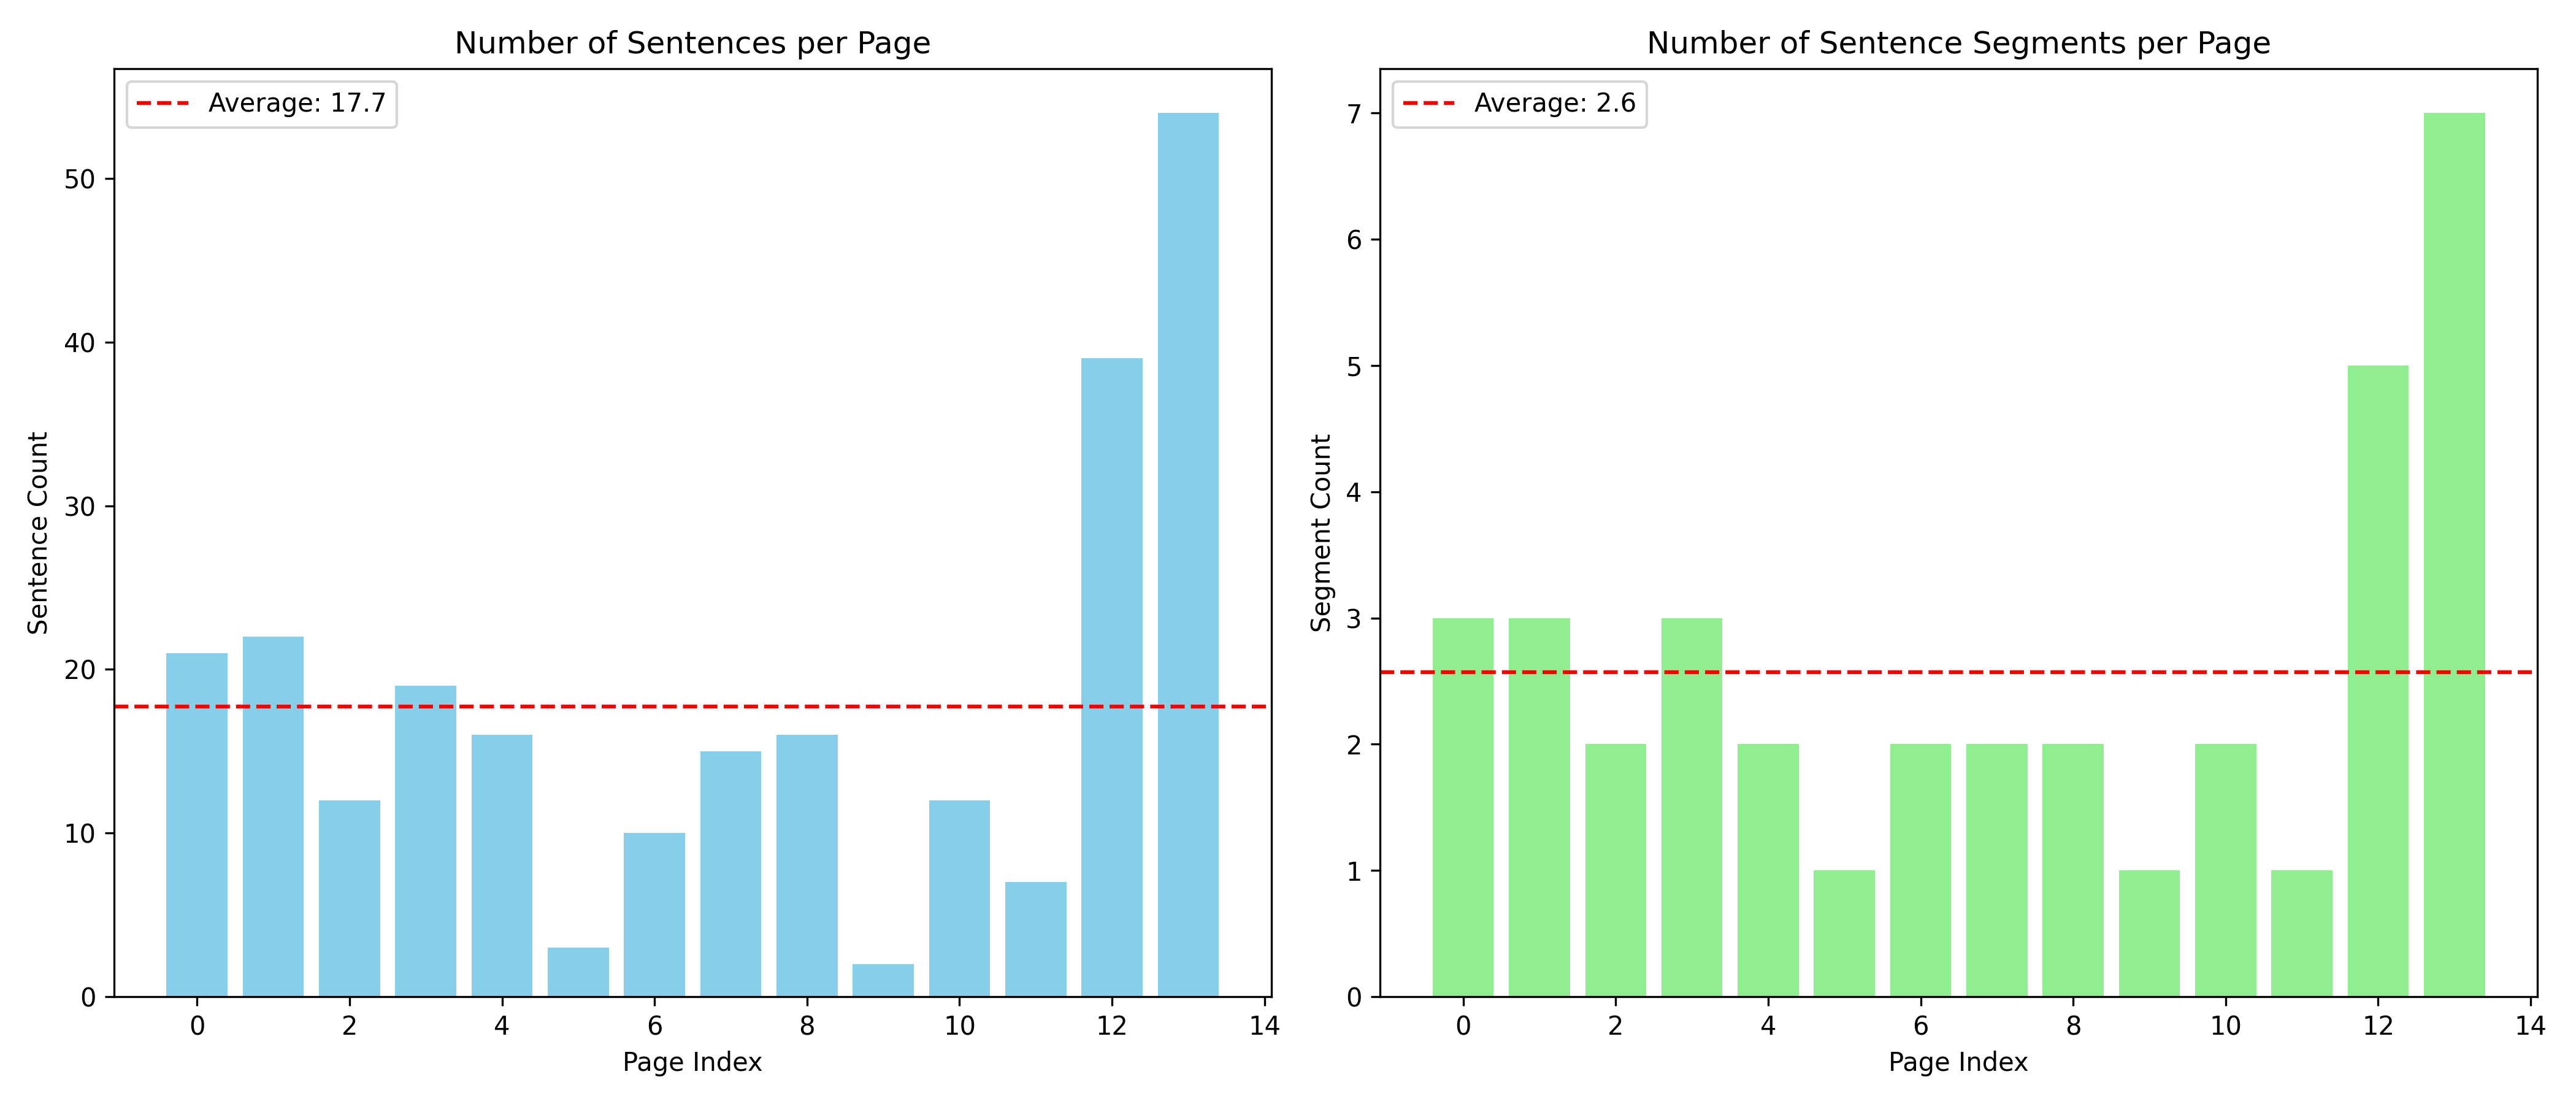 Number of Sentences per Page
Average: 17.7
50
40
30
20
10
0
Sentence Count
0 2 4 6 8 10 12 14
Page Index
Number of Sentence Segments per Page
Average: 2.6
7
6
5
4
3
2
1
0
Segment Count
0 2 4 6 8 10 12 14
Page Index